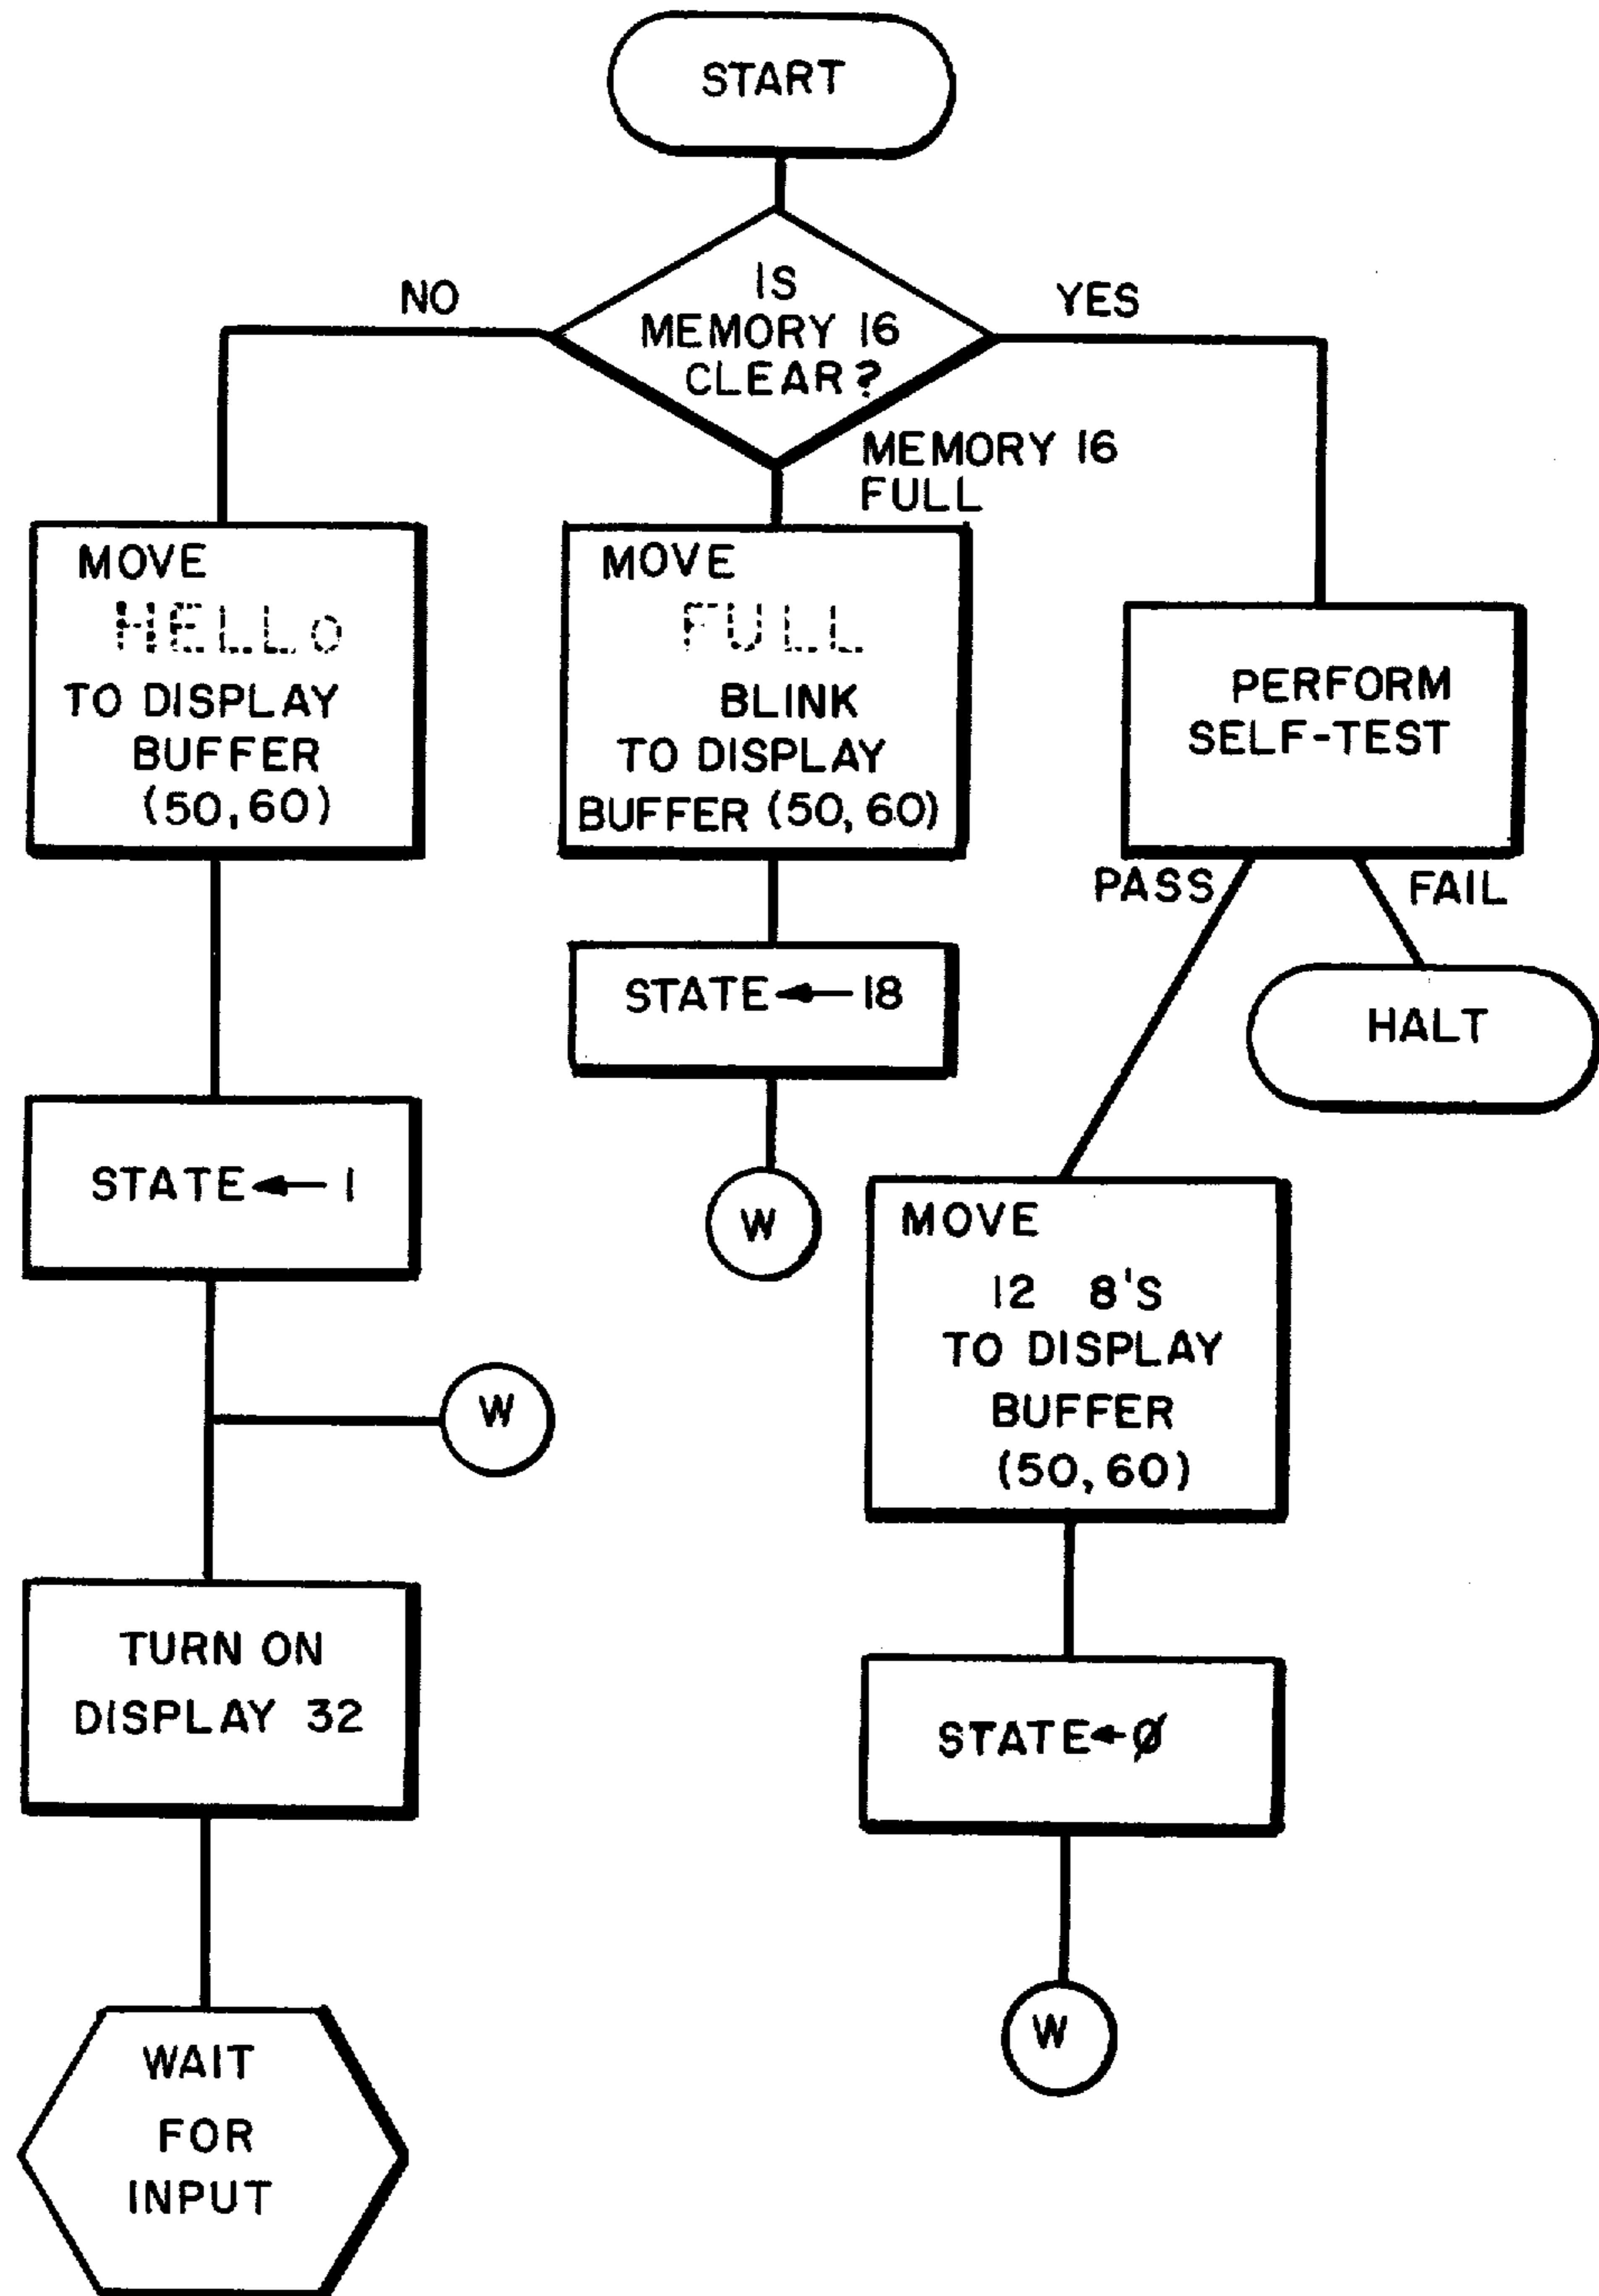 START
IS
MEMORY 16
CLEAR?
NO
YES
MEMORY 16
FULL
MOVE
HELLo
TO DISPLAY
BUFFER
(50,60)
MOVE
FULL
BLINK
TO DISPLAY
BUFFER (50,60)
PERFORM
SELF-TEST
PASS
FAIL
HALT
STATE←18
W
STATE←1
W
MOVE
12 8'S
TO DISPLAY
BUFFER
(50,60)
TURN ON
DISPLAY 32
STATE←Ø
W
WAIT
FOR
INPUT